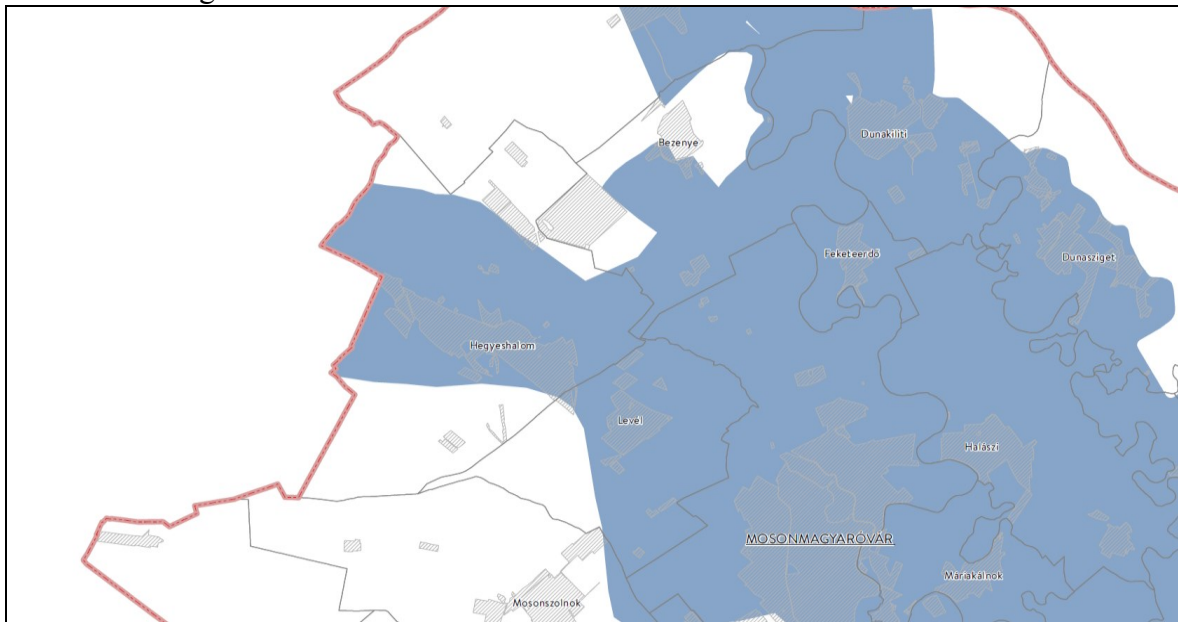 Dunakiliti
Bezenye
Feketeerdő
Dunasziget
Hegyeshalom
Levél
Halászi
MOSONMAGYARÓVÁR
Máriakálnok
Mosonszolnok